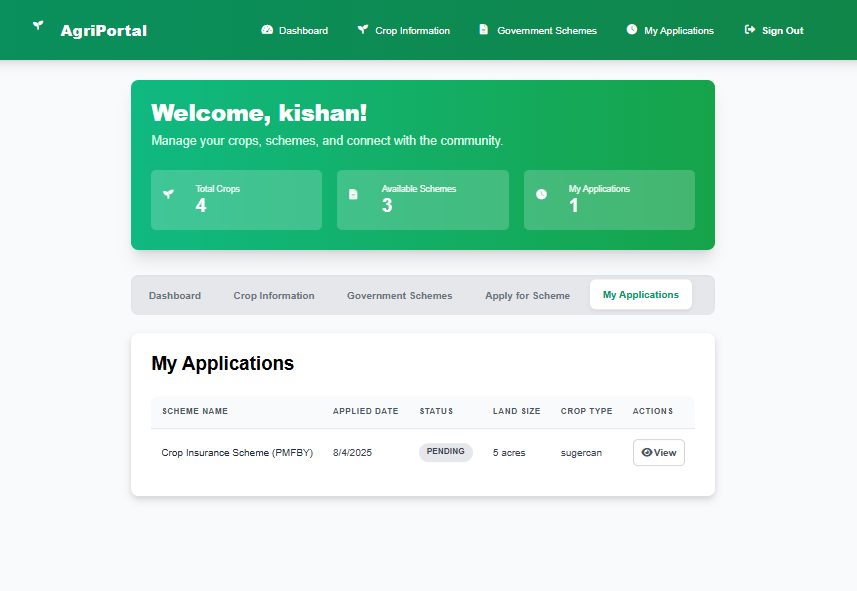 AgriPortal
Dashboard Crop Information Government Schemes My Applications Sign Out
Welcome, kishan!
Manage your crops, schemes, and connect with the community.
Total Crops
4
Available Schemes
3
My Applications
1
Dashboard Crop Information Government Schemes Apply for Scheme My Applications
My Applications
SCHEME NAME APPLIED DATE STATUS LAND SIZE CROP TYPE ACTIONS
Crop Insurance Scheme (PMFBY) 8/4/2025 PENDING 5 acres sugercan View